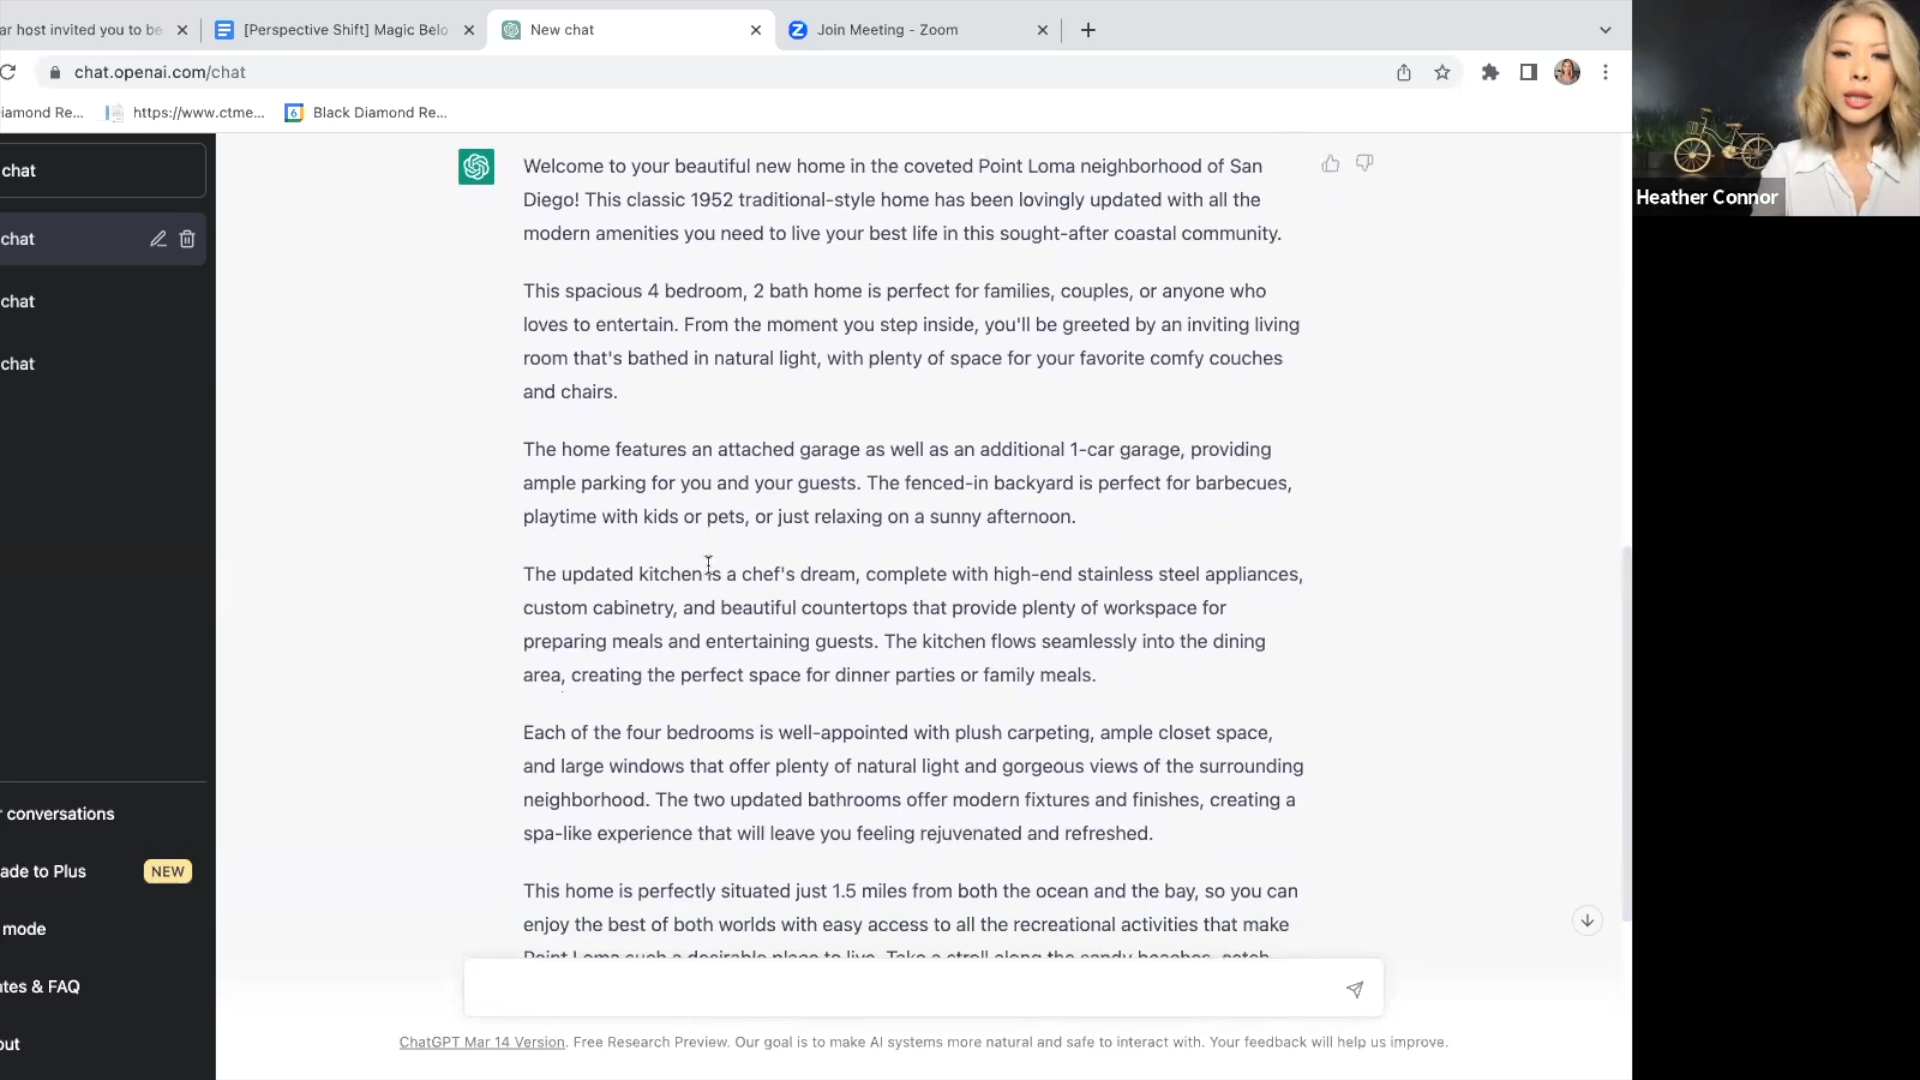 ar host invited you to be
[Perspective Shift] Magic Belo
New chat
Join Meeting - Zoom
chat.openai.com/chat
iamond Re...
https://www.ctme...
6
Black Diamond Re...
chat
chat
chat
chat
r conversations
ade to Plus
NEW
mode
tes & FAQ
out
Welcome to your beautiful new home in the coveted Point Loma neighborhood of San
Diego! This classic 1952 traditional-style home has been lovingly updated with all the
modern amenities you need to live your best life in this sought-after coastal community.
This spacious 4 bedroom, 2 bath home is perfect for families, couples, or anyone who
loves to entertain. From the moment you step inside, you'll be greeted by an inviting living
room that's bathed in natural light, with plenty of space for your favorite comfy couches
and chairs.
The home features an attached garage as well as an additional 1-car garage, providing
ample parking for you and your guests. The fenced-in backyard is perfect for barbecues,
playtime with kids or pets, or just relaxing on a sunny afternoon.
The updated kitchen is a chef's dream, complete with high-end stainless steel appliances,
custom cabinetry, and beautiful countertops that provide plenty of workspace for
preparing meals and entertaining guests. The kitchen flows seamlessly into the dining
area, creating the perfect space for dinner parties or family meals.
Each of the four bedrooms is well-appointed with plush carpeting, ample closet space,
and large windows that offer plenty of natural light and gorgeous views of the surrounding
neighborhood. The two updated bathrooms offer modern fixtures and finishes, creating a
spa-like experience that will leave you feeling rejuvenated and refreshed.
This home is perfectly situated just 1.5 miles from both the ocean and the bay, so you can
enjoy the best of both worlds with easy access to all the recreational activities that make
Point Loma such a desirable place to live. Take a stroll along the sandy beaches, catch
ChatGPT Mar 14 Version. Free Research Preview. Our goal is to make AI systems more natural and safe to interact with. Your feedback will help us improve.
Heather Connor